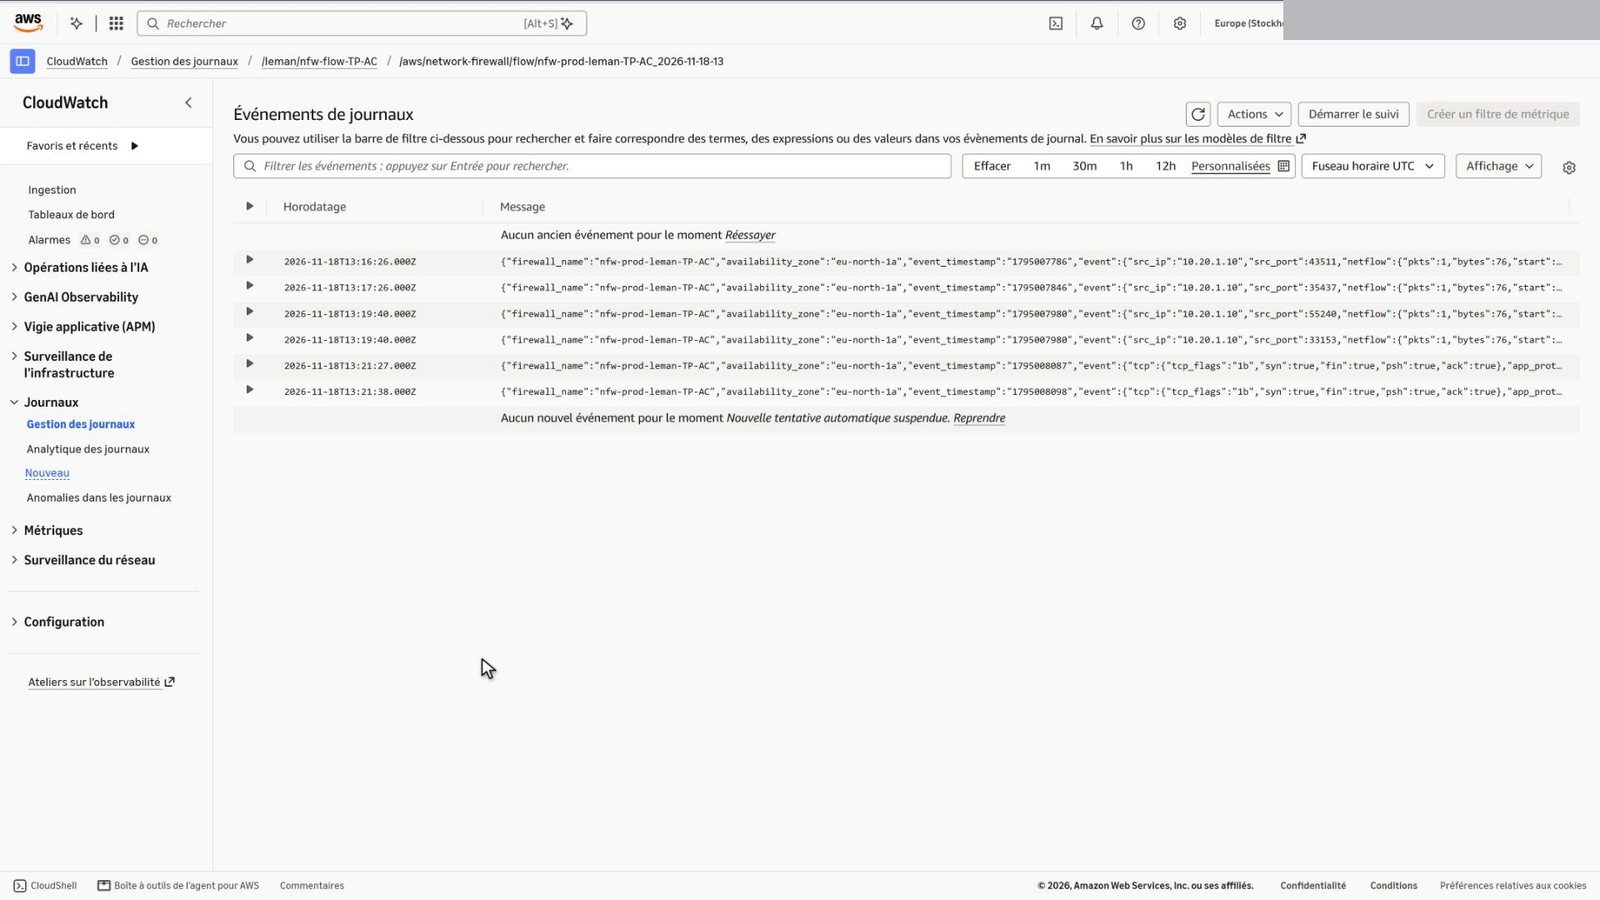 aws
Rechercher [Alt+S]
Europe (Stockh
CloudWatch / Gestion des journaux / /leman/nfw-flow-TP-AC / /aws/network-firewall/flow/nfw-prod-leman-TP-AC_2026-11-18-13
CloudWatch
Favoris et récents
Ingestion
Tableaux de bord
Alarmes 0 0 0
Opérations liées à l'IA
GenAI Observability
Vigie applicative (APM)
Surveillance de
l'infrastructure
Journaux
Gestion des journaux
Analytique des journaux
Nouveau
Anomalies dans les journaux
Métriques
Surveillance du réseau
Configuration
Ateliers sur l'observabilité
Événements de journaux
Actions
Démarrer le suivi
Créer un filtre de métrique
Vous pouvez utiliser la barre de filtre ci-dessous pour rechercher et faire correspondre des termes, des expressions ou des valeurs dans vos évènements de journal. En savoir plus sur les modèles de filtre
Filtrer les événements : appuyez sur Entrée pour rechercher.
Effacer 1m 30m 1h 12h Personnalisées
Fuseau horaire UTC
Affichage
Horodatage Message
Aucun ancien événement pour le moment Réessayer
2026-11-18T13:16:26.000Z {"firewall_name":"nfw-prod-leman-TP-AC","availability_zone":"eu-north-1a","event_timestamp":"1795007786","event":{"src_ip":"10.20.1.10","src_port":43511,"netflow":{"pkts":1,"bytes":76,"start":…
2026-11-18T13:17:26.000Z {"firewall_name":"nfw-prod-leman-TP-AC","availability_zone":"eu-north-1a","event_timestamp":"1795007846","event":{"src_ip":"10.20.1.10","src_port":35437,"netflow":{"pkts":1,"bytes":76,"start":…
2026-11-18T13:19:40.000Z {"firewall_name":"nfw-prod-leman-TP-AC","availability_zone":"eu-north-1a","event_timestamp":"1795007980","event":{"src_ip":"10.20.1.10","src_port":55240,"netflow":{"pkts":1,"bytes":76,"start":…
2026-11-18T13:19:40.000Z {"firewall_name":"nfw-prod-leman-TP-AC","availability_zone":"eu-north-1a","event_timestamp":"1795007980","event":{"src_ip":"10.20.1.10","src_port":33153,"netflow":{"pkts":1,"bytes":76,"start":…
2026-11-18T13:21:27.000Z {"firewall_name":"nfw-prod-leman-TP-AC","availability_zone":"eu-north-1a","event_timestamp":"1795008087","event":{"tcp":{"tcp_flags":"1b","syn":true,"fin":true,"psh":true,"ack":true},"app_prot…
2026-11-18T13:21:38.000Z {"firewall_name":"nfw-prod-leman-TP-AC","availability_zone":"eu-north-1a","event_timestamp":"1795008098","event":{"tcp":{"tcp_flags":"1b","syn":true,"fin":true,"psh":true,"ack":true},"app_prot…
Aucun nouvel événement pour le moment Nouvelle tentative automatique suspendue. Reprendre
CloudShell
Boîte à outils de l'agent pour AWS
Commentaires
© 2026, Amazon Web Services, Inc. ou ses affiliés.
Confidentialité
Conditions
Préférences relatives aux cookies